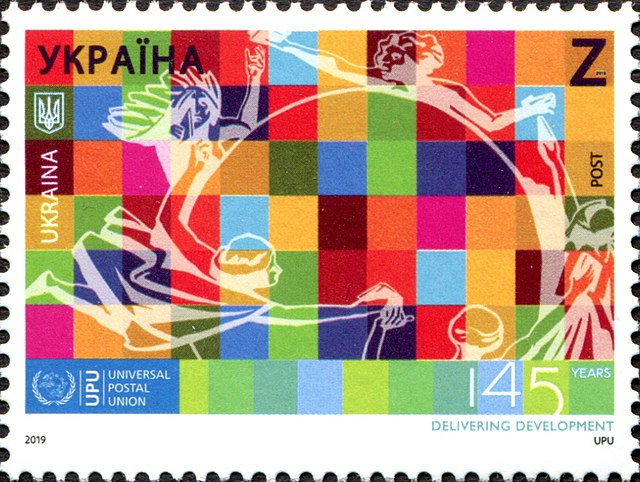 УКРАЇНА
Z
2019
UKRAINA
POST
UPU
UNIVERSAL
POSTAL
UNION
145 YEARS
DELIVERING DEVELOPMENT
2019
UPU